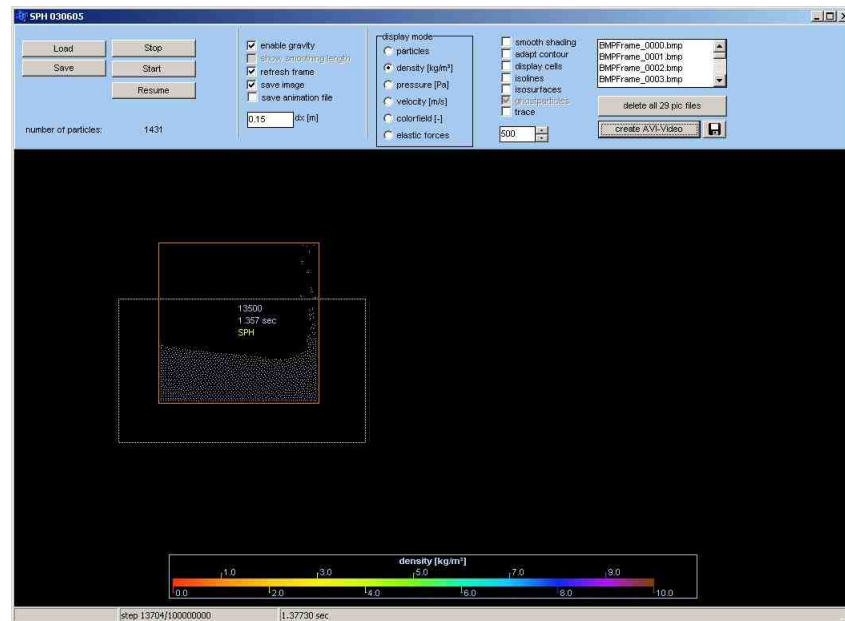 SPH 030605
Load
Stop
Save
Start
Resume
number of particles: 1431
enable gravity
show smoothing length
refresh frame
save image
save animation file
0.15 dx [m]
display mode
particles
density [kg/m³]
pressure [Pa]
velocity [m/s]
colorfield [-]
elastic forces
smooth shading
adapt contour
display cells
isolines
isosurfaces
ghostparticles
trace
500
BMPFrame_0000.bmp
BMPFrame_0001.bmp
BMPFrame_0002.bmp
BMPFrame_0003.bmp
delete all 29 pic files
create AVI-Video
13500
1.357 sec
SPH
density [kg/m³]
1.0 3.0 5.0 7.0 9.0
0.0 2.0 4.0 6.0 8.0 10.0
step 13704/100000000 1.37730 sec